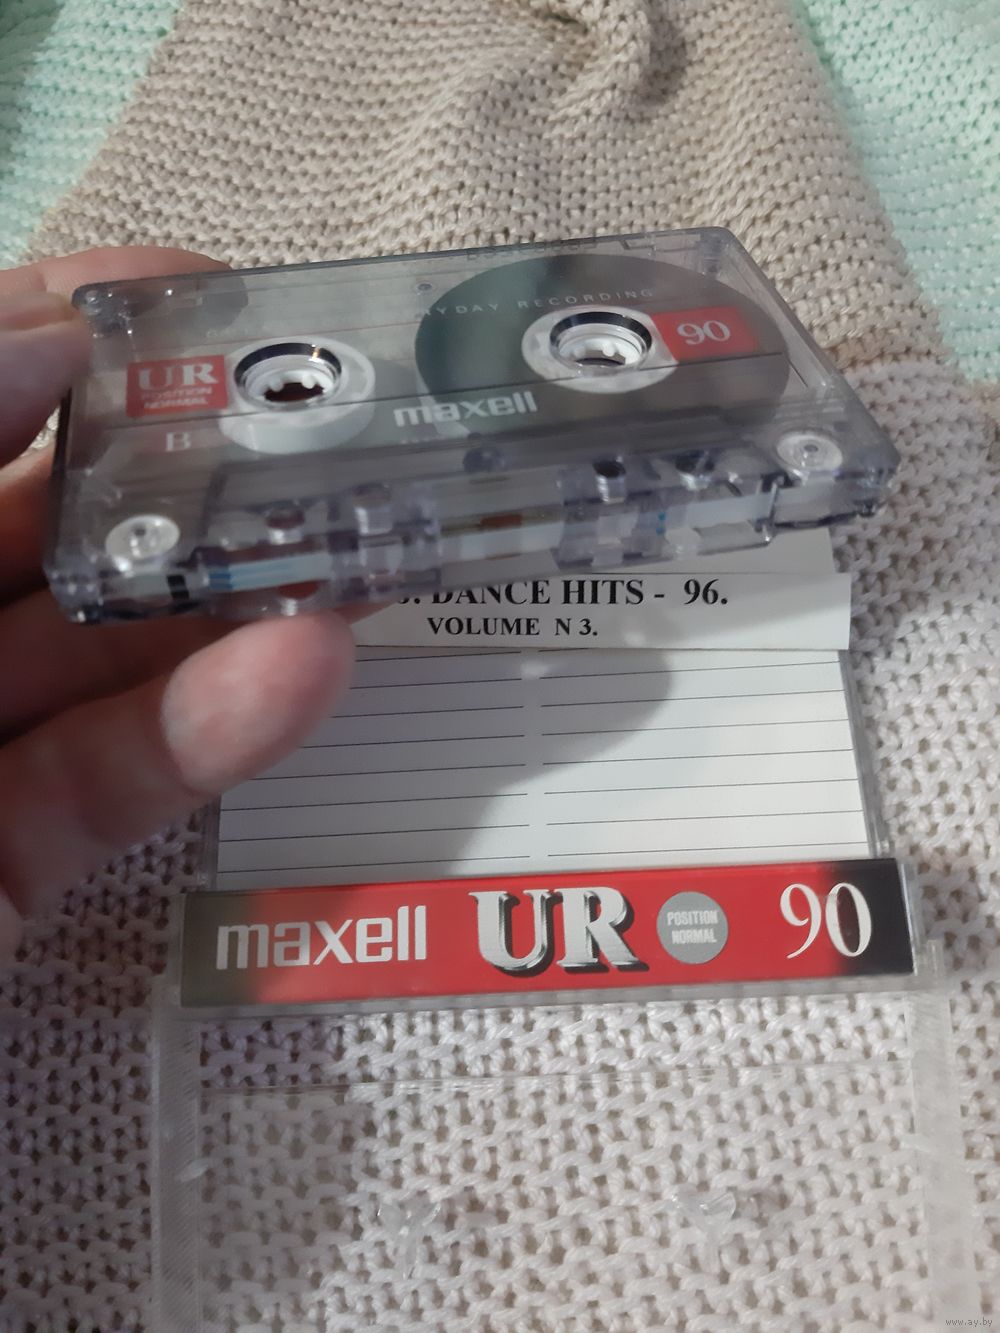 YDAY RECORDING
UR
POSITION
NORMAL
90
maxell
B
DANCE HITS - 96.
VOLUME N 3.
maxell UR POSITION NORMAL 90
www.ay.by